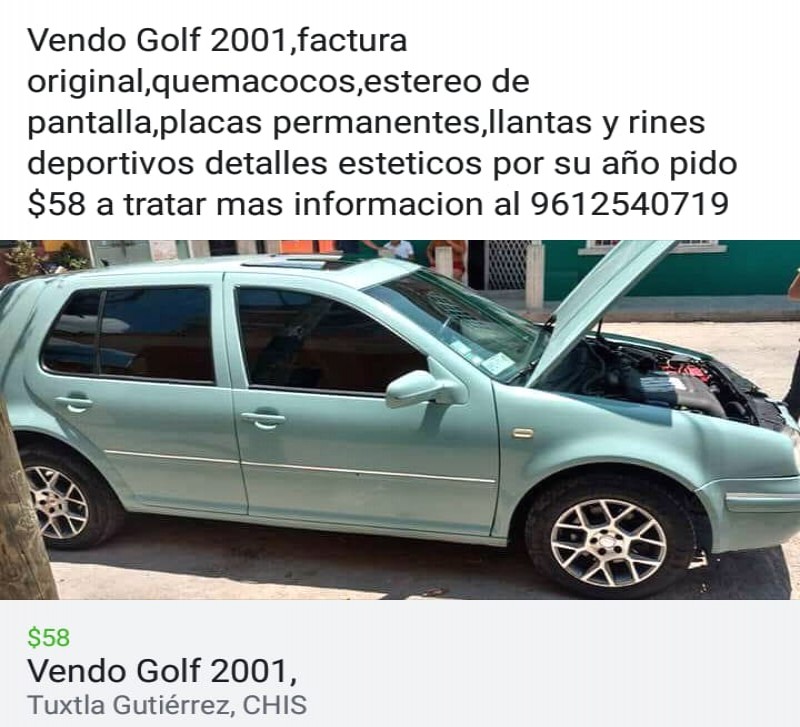 Vendo Golf 2001,factura
original,quemacocos,estereo de
pantalla,placas permanentes,llantas y rines
deportivos detalles esteticos por su año pido
$58 a tratar mas informacion al 9612540719
$58
Vendo Golf 2001,
Tuxtla Gutiérrez, CHIS